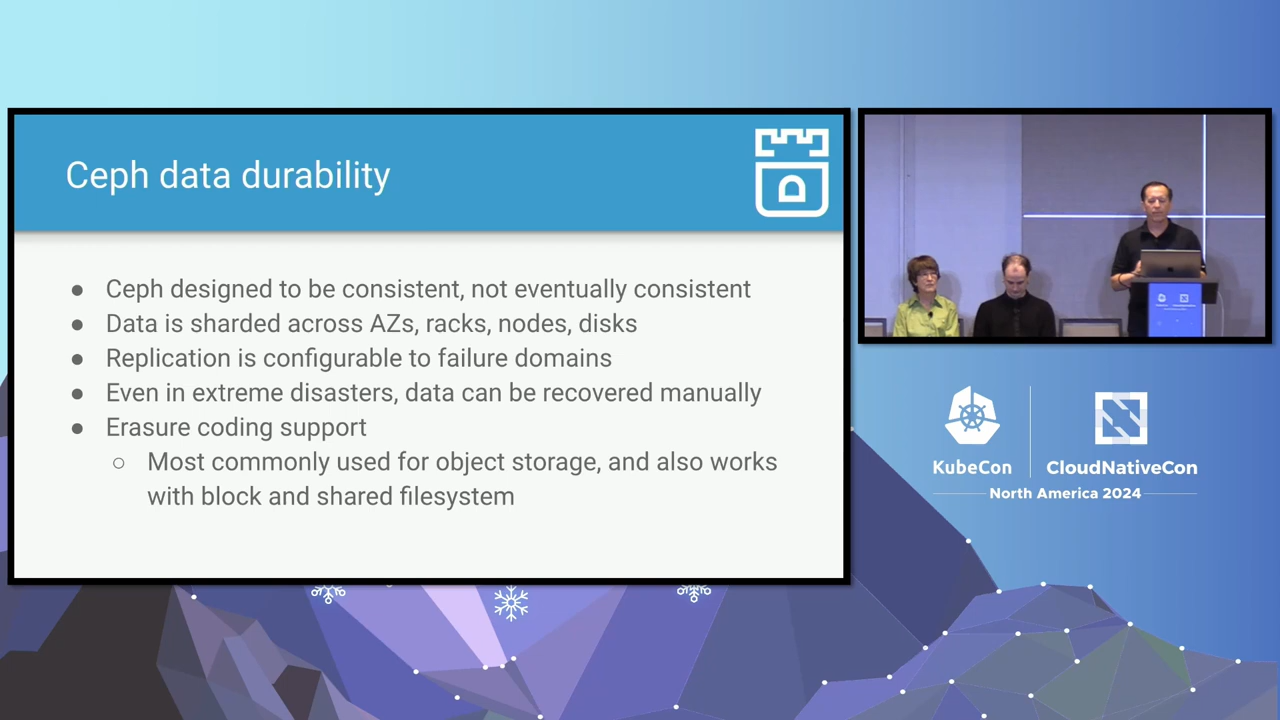 Ceph data durability
● Ceph designed to be consistent, not eventually consistent
● Data is sharded across AZs, racks, nodes, disks
● Replication is configurable to failure domains
● Even in extreme disasters, data can be recovered manually
● Erasure coding support
○ Most commonly used for object storage, and also works
with block and shared filesystem
KubeCon
CloudNativeCon
North America 2024